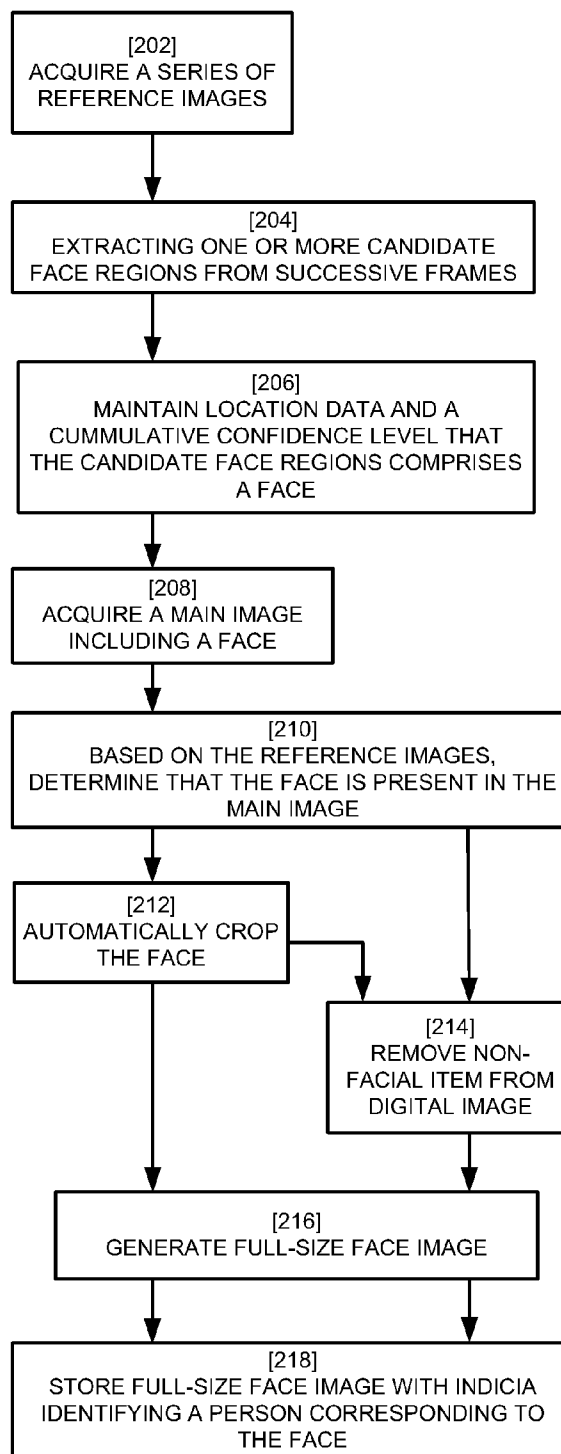 [202]
ACQUIRE A SERIES OF
REFERENCE IMAGES
[204]
EXTRACTING ONE OR MORE CANDIDATE
FACE REGIONS FROM SUCCESSIVE FRAMES
[206]
MAINTAIN LOCATION DATA AND A
CUMMULATIVE CONFIDENCE LEVEL THAT
THE CANDIDATE FACE REGIONS COMPRISES
A FACE
[208]
ACQUIRE A MAIN IMAGE
INCLUDING A FACE
[210]
BASED ON THE REFERENCE IMAGES,
DETERMINE THAT THE FACE IS PRESENT IN THE
MAIN IMAGE
[212]
AUTOMATICALLY CROP
THE FACE
[214]
REMOVE NON-
FACIAL ITEM FROM
DIGITAL IMAGE
[216]
GENERATE FULL-SIZE FACE IMAGE
[218]
STORE FULL-SIZE FACE IMAGE WITH INDICIA
IDENTIFYING A PERSON CORRESPONDING TO
THE FACE